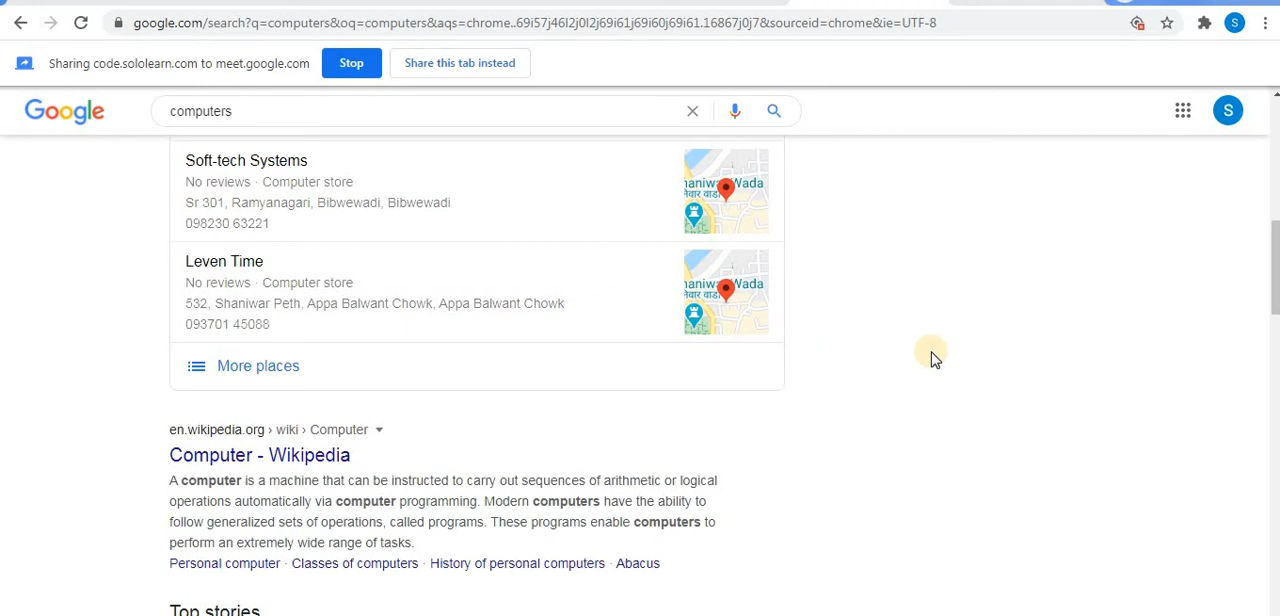 google.com/search?q=computers&oq=computers&aqs=chrome..69i57j46l2j0l2j69i61j69i60j69i61.16867j0j7&sourceid=chrome&ie=UTF-8
S
Sharing code.sololearn.com to meet.google.com
Stop
Share this tab instead
Google
computers
S
Soft-tech Systems
No reviews · Computer store
Sr 301, Ramyanagari, Bibwewadi, Bibwewadi
098230 63221
haniwar Wada
Leven Time
No reviews · Computer store
532, Shaniwar Peth, Appa Balwant Chowk, Appa Balwant Chowk
093701 45088
haniwar Wada
More places
en.wikipedia.org › wiki › Computer
Computer - Wikipedia
A computer is a machine that can be instructed to carry out sequences of arithmetic or logical
operations automatically via computer programming. Modern computers have the ability to
follow generalized sets of operations, called programs. These programs enable computers to
perform an extremely wide range of tasks.
Personal computer · Classes of computers · History of personal computers · Abacus
Top stories